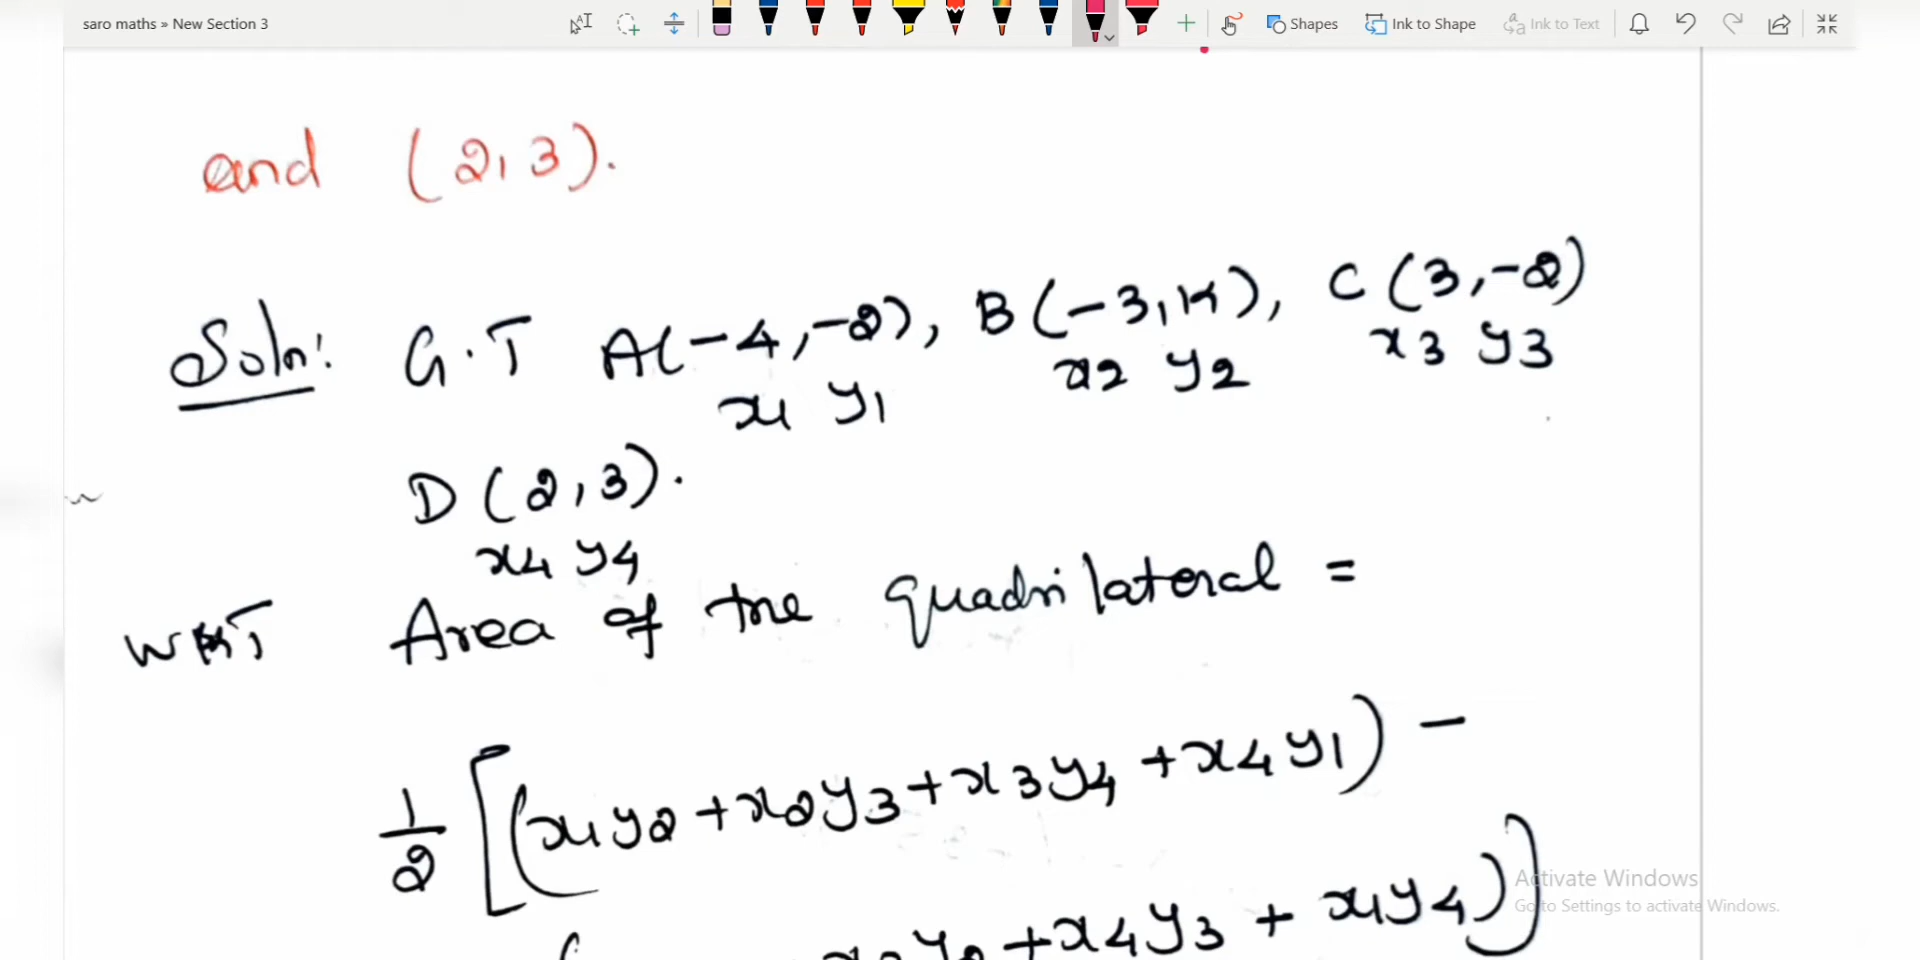 saro maths » New Section 3
Shapes Ink to Shape Ink to Text
and (2,3).
Soln: G.T A(-4,-2), B(-3,K), C(3,-2)
x1 y1 x2 y2 x3 y3
D(2,3).
x4 y4
WKT Area of the quadrilateral =
1/2 [(x1y2+x2y3+x3y4+x4y1) -
+x4y3 + x1y4)]
Activate Windows
Go to Settings to activate Windows.